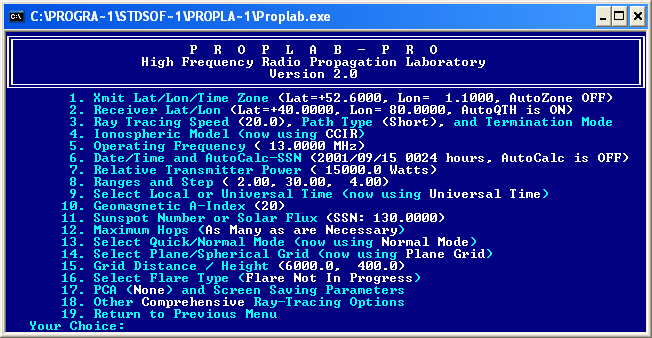 C:\PROGRA~1\STDSOF~1\PROPLA~1\Proplab.exe
P R O P L A B - P R O
High Frequency Radio Propagation Laboratory
Version 2.0
1. Xmit Lat/Lon/Time Zone (Lat=+52.6000, Lon=  1.1000, AutoZone OFF)
2. Receiver Lat/Lon (Lat=+40.0000, Lon= 80.0000, AutoQTH is ON)
3. Ray Tracing Speed (20.0), Path Type (Short), and Termination Mode
4. Ionospheric Model (now using CCIR)
5. Operating Frequency ( 13.0000 MHz)
6. Date/Time and AutoCalc-SSN (2001/09/15 0024 hours, AutoCalc is OFF)
7. Relative Transmitter Power ( 15000.0 Watts)
8. Ranges and Step ( 2.00, 30.00,  4.00)
9. Select Local or Universal Time (now using Universal Time)
10. Geomagnetic A-Index (20)
11. Sunspot Number or Solar Flux (SSN: 130.0000)
12. Maximum Hops (As Many as are Necessary)
13. Select Quick/Normal Mode (now using Normal Mode)
14. Select Plane/Spherical Grid (now using Plane Grid)
15. Grid Distance / Height (6000.0,  400.0)
16. Select Flare Type (Flare Not In Progress)
17. PCA (None) and Screen Saving Parameters
18. Other Comprehensive Ray-Tracing Options
19. Return to Previous Menu
Your Choice: